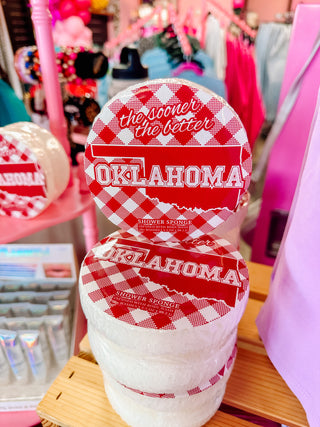 the sooner
the better
OKLAHOMA
SHOWER SPONGE
OKLAHOMA
SHOWER SPONGE
OKLAHOMA